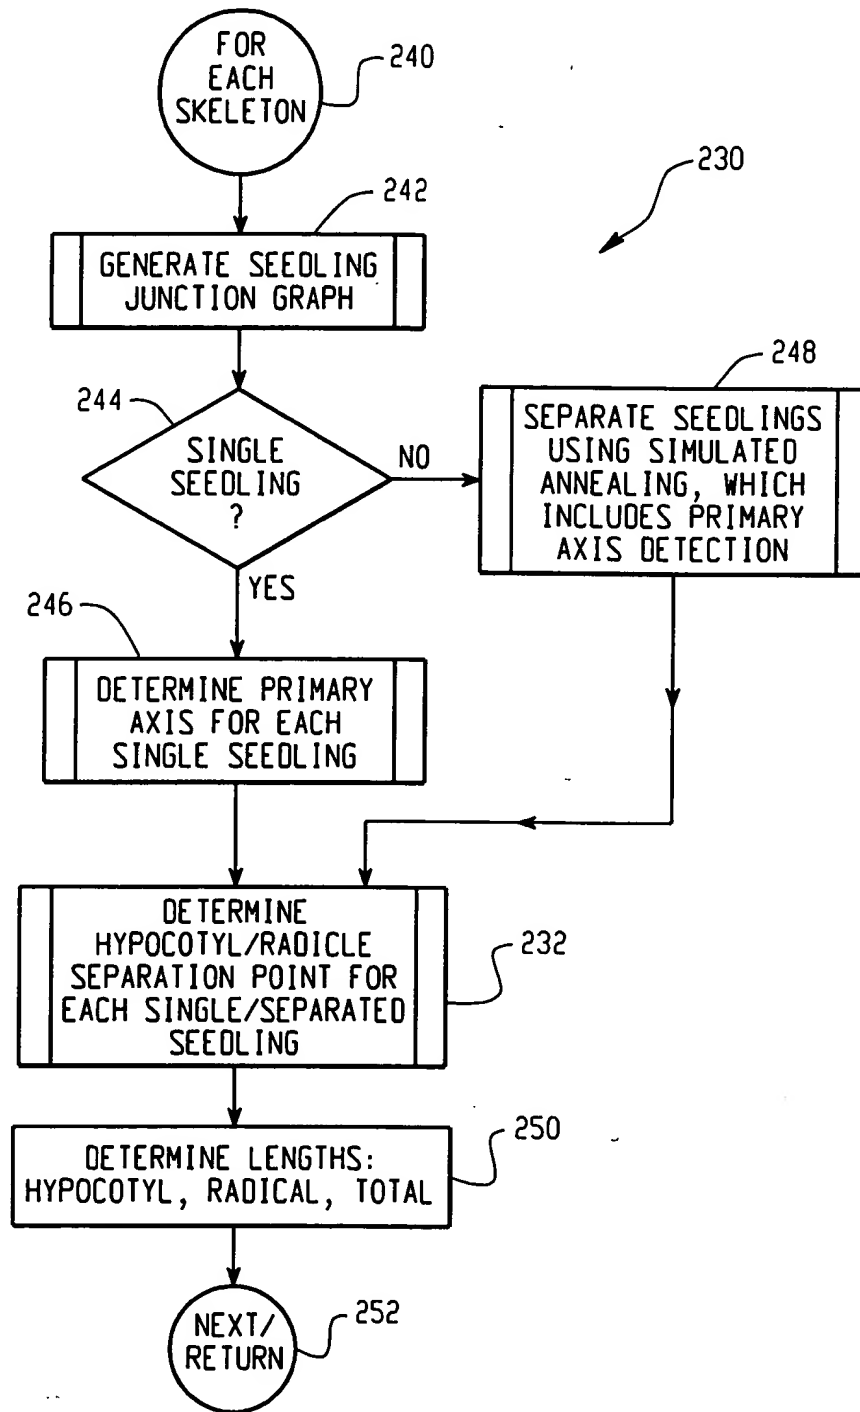 FOR
EACH
SKELETON
240
230
242
GENERATE SEEDLING
JUNCTION GRAPH
244
SINGLE
SEEDLING
?
NO
YES
248
SEPARATE SEEDLINGS
USING SIMULATED
ANNEALING, WHICH
INCLUDES PRIMARY
AXIS DETECTION
246
DETERMINE PRIMARY
AXIS FOR EACH
SINGLE SEEDLING
DETERMINE
HYPOCOTYL/RADICLE
SEPARATION POINT FOR
EACH SINGLE/SEPARATED
SEEDLING
232
DETERMINE LENGTHS:
HYPOCOTYL, RADICAL, TOTAL
250
NEXT/
RETURN
252